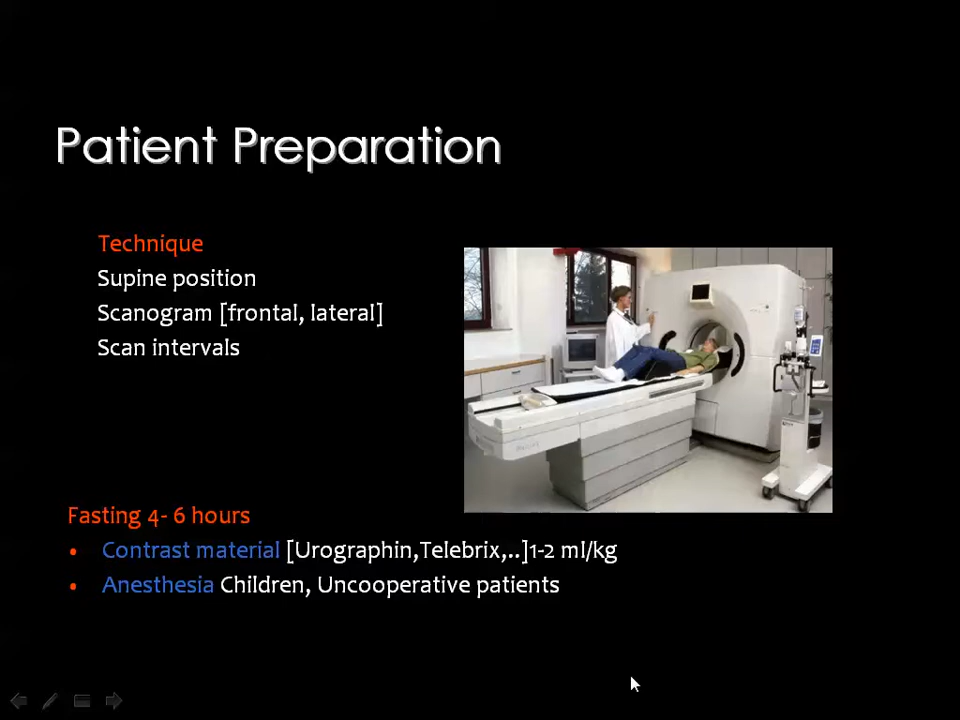 Patient Preparation
Technique
Supine position
Scanogram [frontal, lateral]
Scan intervals
Fasting 4- 6 hours
• Contrast material [Urographin,Telebrix,..]1-2 ml/kg
• Anesthesia Children, Uncooperative patients